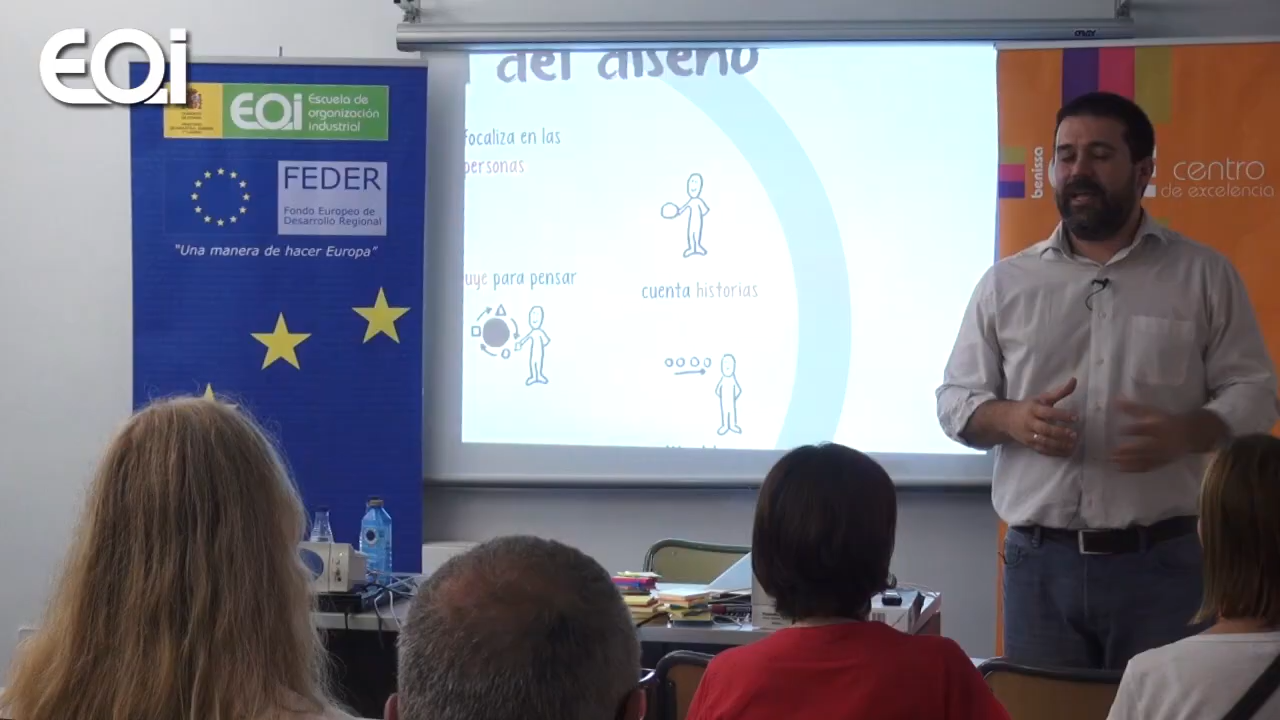 EOi
EOi
Escuela de
organización
industrial
FEDER
Fondo Europeo de
Desarrollo Regional
"Una manera de hacer Europa"
del diseño
Focaliza en las
personas
uye para pensar
cuenta historias
benissa
centro
de excelencia